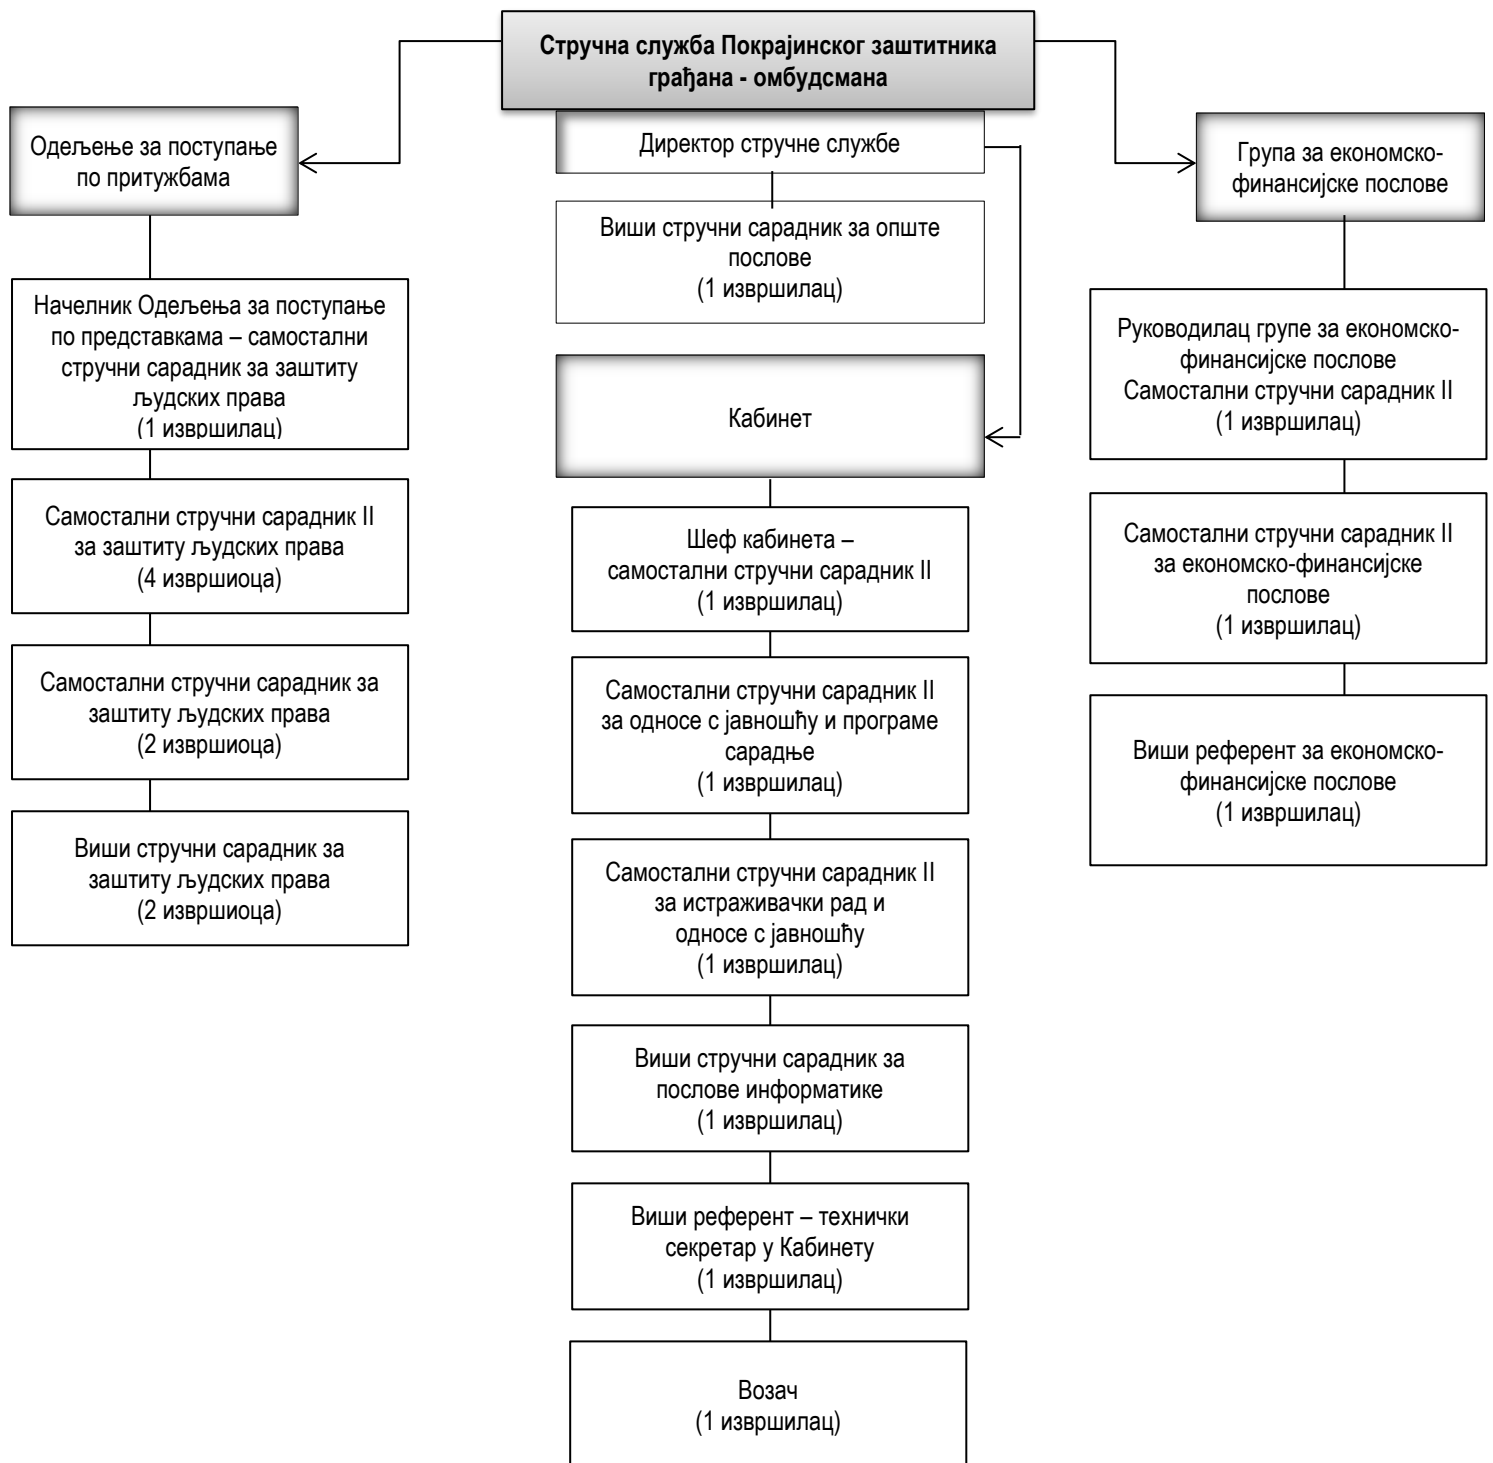 Стручна служба Покрајинског заштитника
грађана - омбудсмана
Одељење за поступање
по притужбама
Начелник Одељења за поступање
по представкама – самостални
стручни сарадник за заштиту
људских права
(1 извршилац)
Самостални стручни сарадник II
за заштиту људских права
(4 извршиоца)
Самостални стручни сарадник за
заштиту људских права
(2 извршиоца)
Виши стручни сарадник за
заштиту људских права
(2 извршиоца)
Директор стручне службе
Виши стручни сарадник за опште
послове
(1 извршилац)
Кабинет
Шеф кабинета –
самостални стручни сарадник II
(1 извршилац)
Самостални стручни сарадник II
за односе с јавношћу и програме
сарадње
(1 извршилац)
Самостални стручни сарадник II
за истраживачки рад и
односе с јавношћу
(1 извршилац)
Виши стручни сарадник за
послове информатике
(1 извршилац)
Виши референт – технички
секретар у Кабинету
(1 извршилац)
Возач
(1 извршилац)
Група за економско-
финансијске послове
Руководилац групе за економско-
финансијске послове
Самостални стручни сарадник II
(1 извршилац)
Самостални стручни сарадник II
за економско-финансијске
послове
(1 извршилац)
Виши референт за економско-
финансијске послове
(1 извршилац)